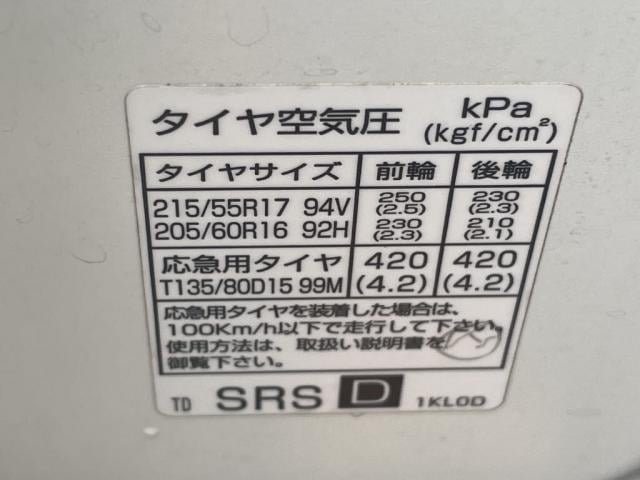 タイヤ空気圧 kPa
(kgf/cm²)
タイヤサイズ 前輪 後輪
215/55R17 94V 250 (2.5) 230 (2.3)
205/60R16 92H 230 (2.3) 210 (2.1)
応急用タイヤ 420 420
T135/80D15 99M (4.2) (4.2)
応急用タイヤを装着した場合は、
100Km/h以下で走行して下さい。
使用方法は、取扱い説明書を
御覧下さい。
TD SRS D 1KL0D